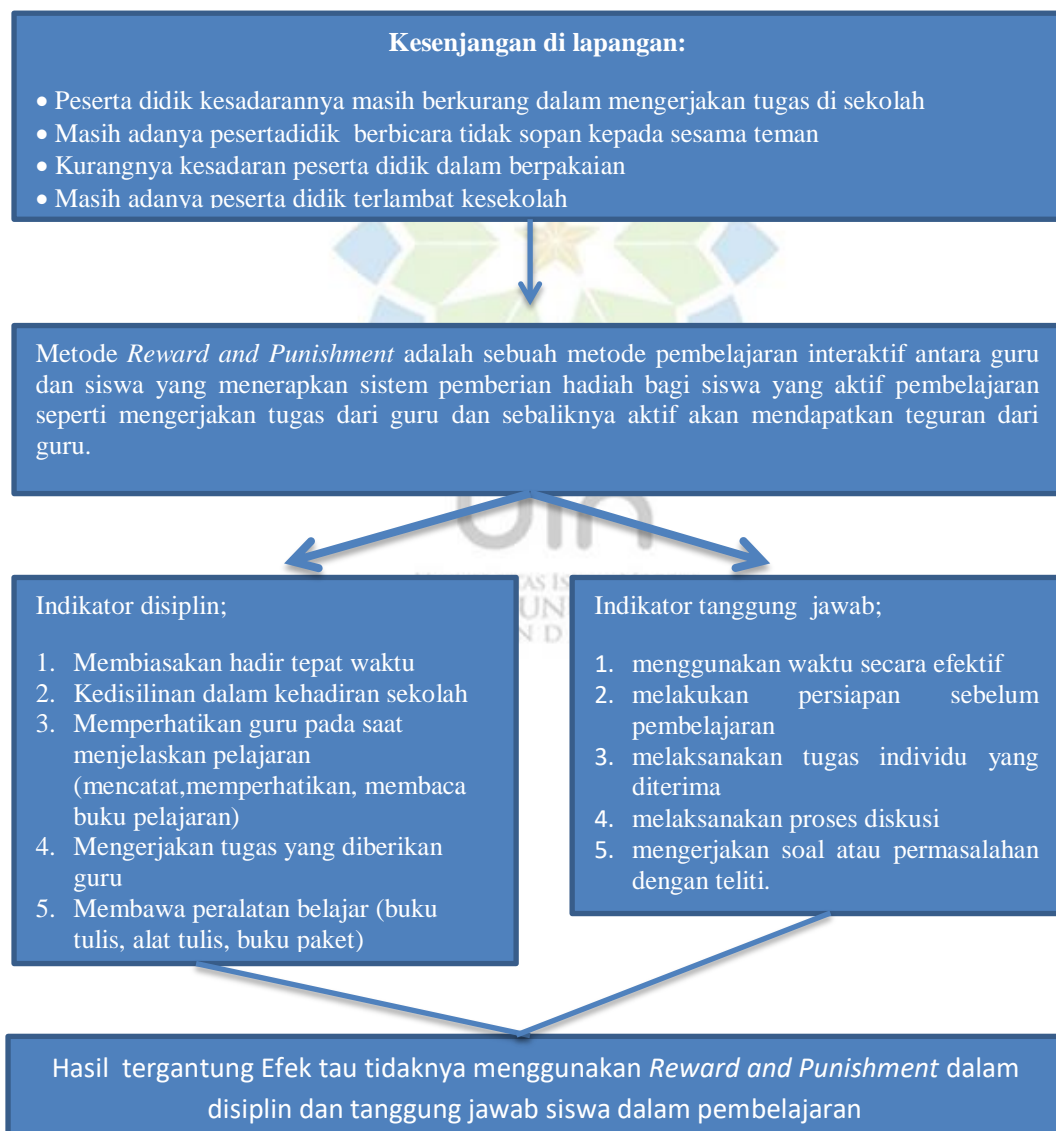 Kesenjangan di lapangan:
• Peserta didik kesadarannya masih berkurang dalam mengerjakan tugas di sekolah
• Masih adanya pesertadidik berbicara tidak sopan kepada sesama teman
• Kurangnya kesadaran peserta didik dalam berpakaian
• Masih adanya peserta didik terlambat kesekolah
Metode Reward and Punishment adalah sebuah metode pembelajaran interaktif antara guru
dan siswa yang menerapkan sistem pemberian hadiah bagi siswa yang aktif pembelajaran
seperti mengerjakan tugas dari guru dan sebaliknya aktif akan mendapatkan teguran dari
guru.
uin
Indikator disiplin;
1. Membiasakan hadir tepat waktu
2. Kedisilinan dalam kehadiran sekolah
3. Memperhatikan guru pada saat
menjelaskan pelajaran
(mencatat,memperhatikan, membaca
buku pelajaran)
4. Mengerjakan tugas yang diberikan
guru
5. Membawa peralatan belajar (buku
tulis, alat tulis, buku paket)
Indikator tanggung jawab;
1. menggunakan waktu secara efektif
2. melakukan persiapan sebelum
pembelajaran
3. melaksanakan tugas individu yang
diterima
4. melaksanakan proses diskusi
5. mengerjakan soal atau permasalahan
dengan teliti.
Hasil tergantung Efek tau tidaknya menggunakan Reward and Punishment dalam
disiplin dan tanggung jawab siswa dalam pembelajaran